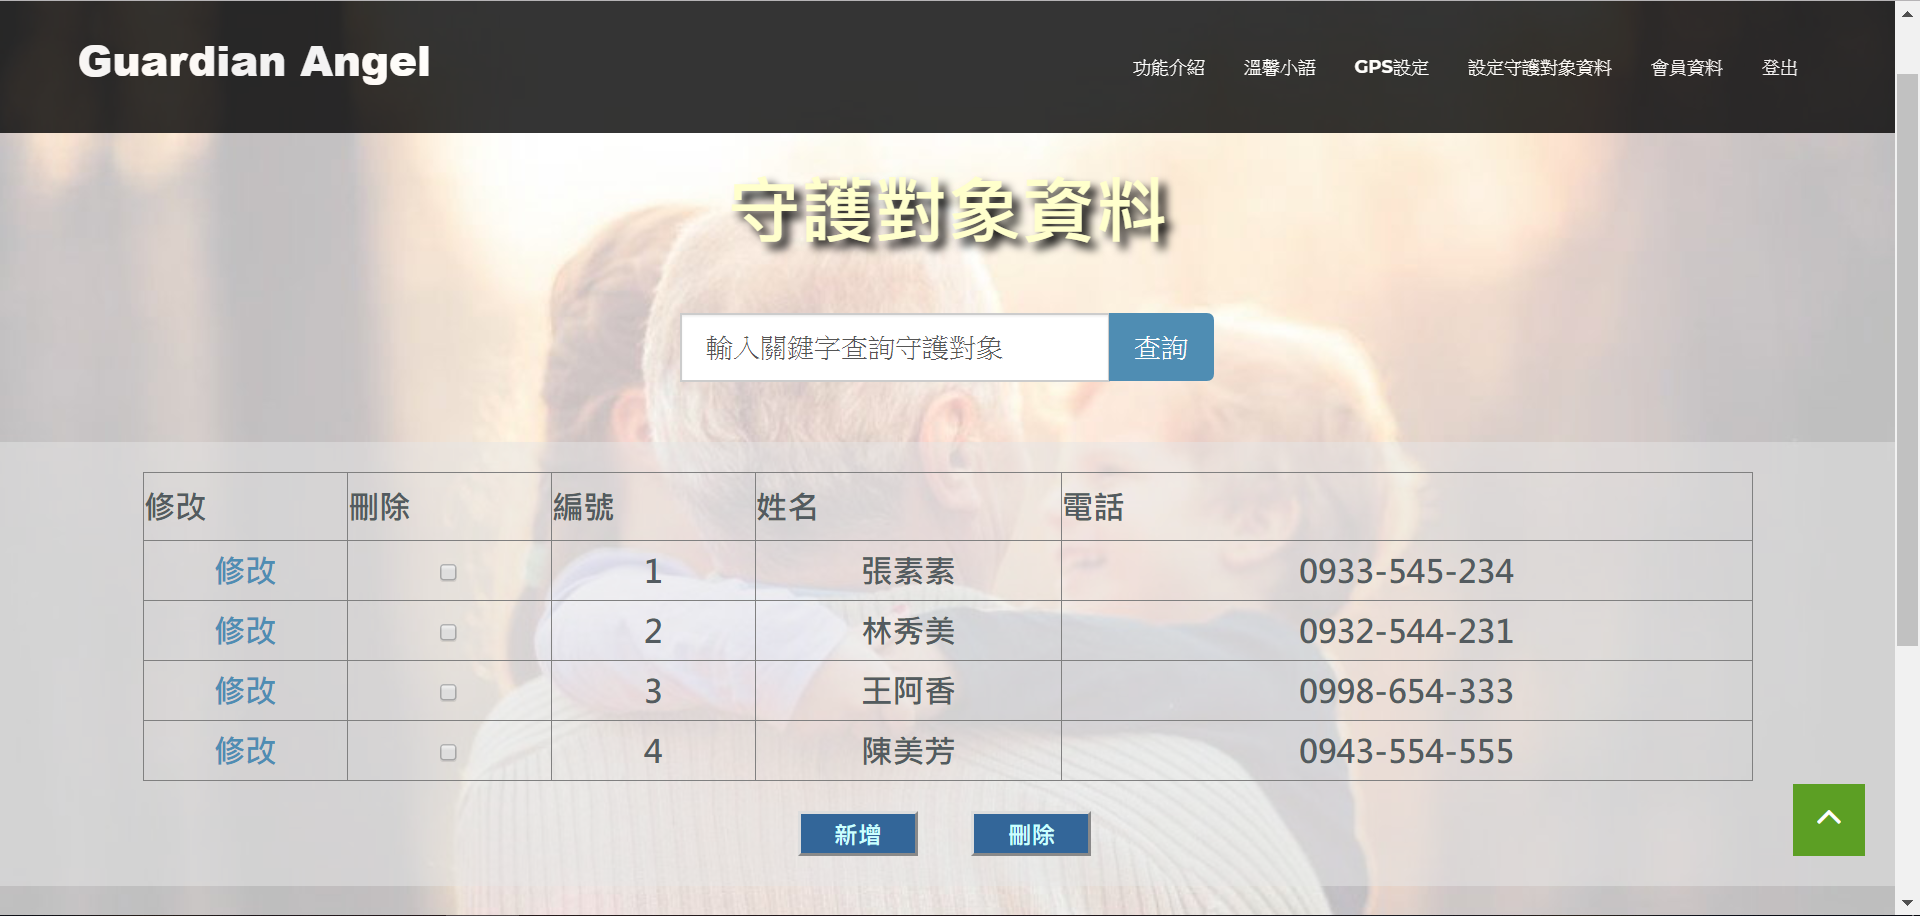 Guardian Angel
功能介紹 溫馨小語 GPS設定 設定守護對象資料 會員資料 登出
守護對象資料
輸入關鍵字查詢守護對象 查詢
修改 刪除 編號 姓名 電話
修改 1 張素素 0933-545-234
修改 2 林秀美 0932-544-231
修改 3 王阿香 0998-654-333
修改 4 陳美芳 0943-554-555
新增 刪除